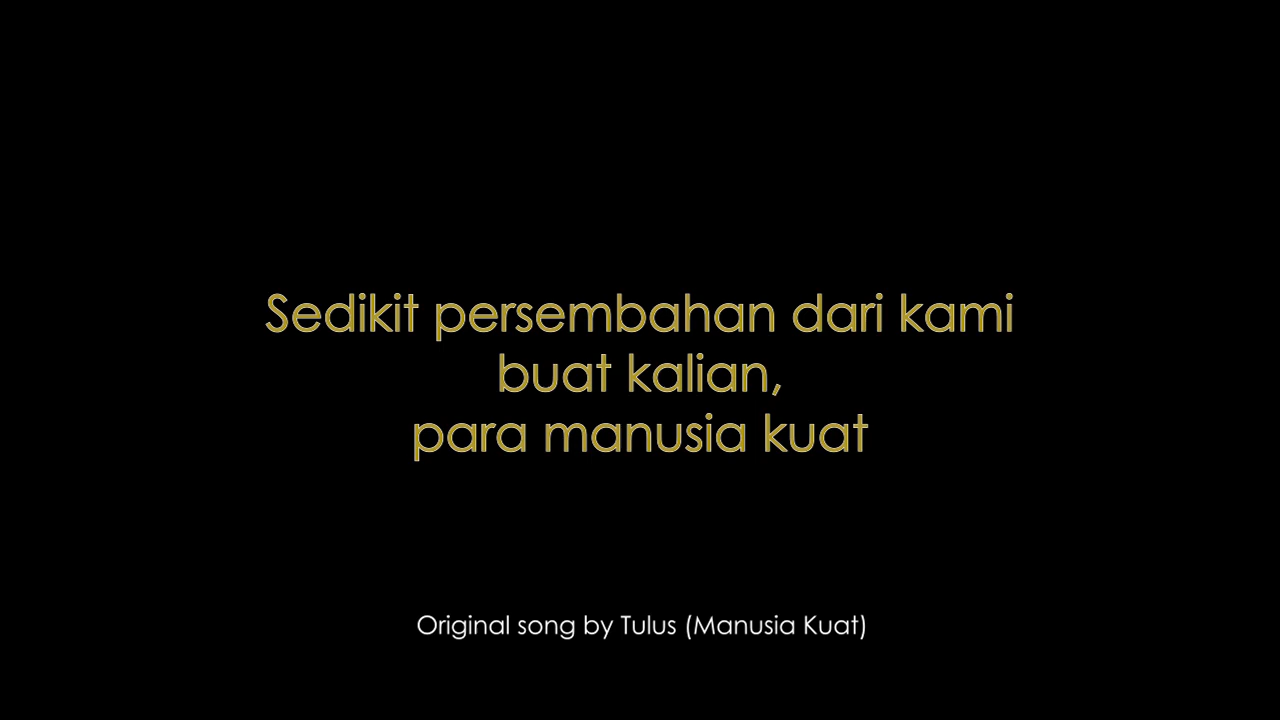 Sedikit persembahan dari kami
buat kalian,
para manusia kuat
Original song by Tulus (Manusia Kuat)